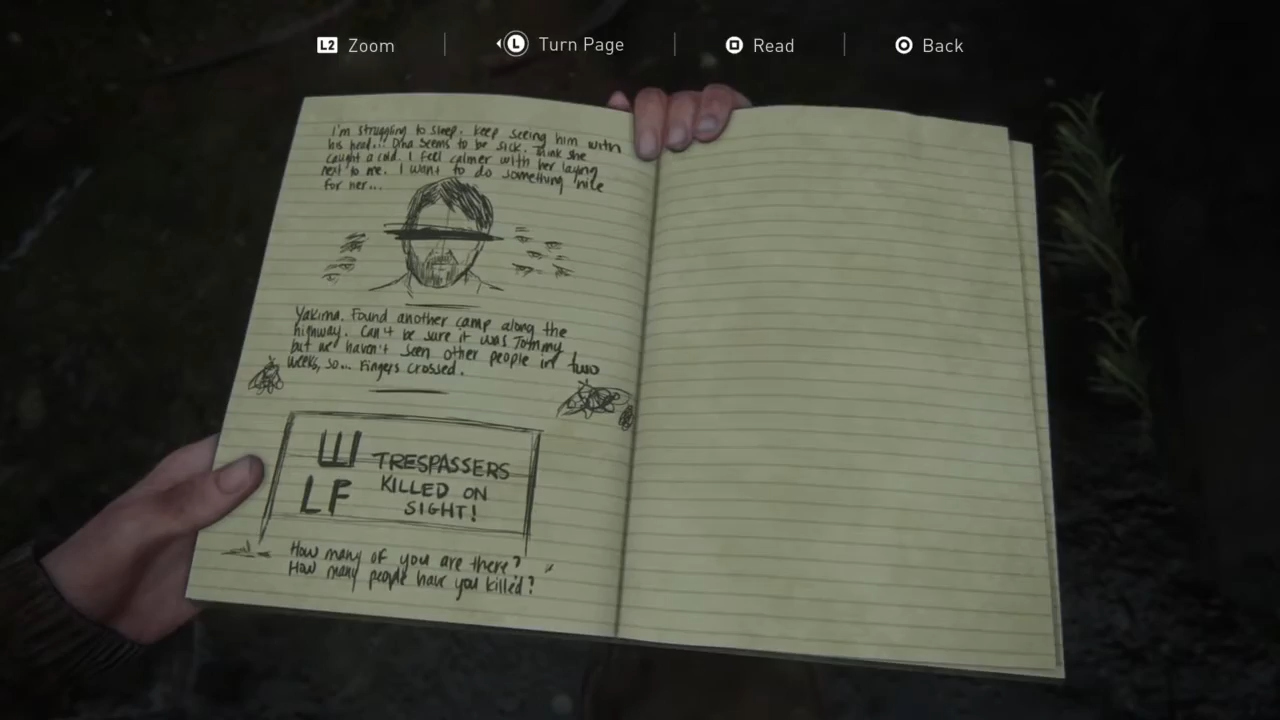 L2 Zoom
L Turn Page
Read
Back
I'm struggling to sleep. Keep seeing him with
his head... Dina seems to be sick. Think she
caught a cold. I feel calmer with her laying
next to me. I want to do something nice
for her...
Yakima. Found another camp along the
highway. Can't be sure it was Tommy
but we haven't seen other people in two
weeks, so... Fingers crossed.
W TRESPASSERS
LF KILLED ON
SIGHT!
How many of you are there?
How many people have you killed?